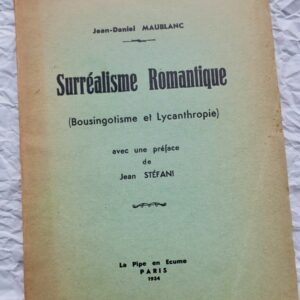 Jean-Daniel MAUBLANC
Surréalisme Romantique
(Bousingotisme et Lycanthropie)
avec une préface
de
Jean STÉFANI
La Pipe en Ecume
PARIS
1934